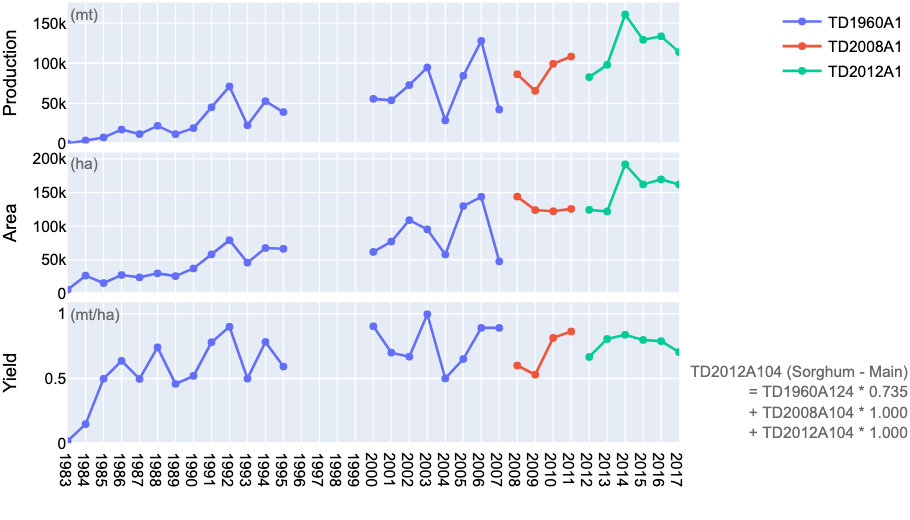 (mt)
150k
100k
50k
0
Production
TD1960A1
TD2008A1
TD2012A1
(ha)
200k
150k
100k
50k
0
Area
(mt/ha)
1
0.5
0
Yield
TD2012A104 (Sorghum - Main)
= TD1960A124 * 0.735
+ TD2008A104 * 1.000
+ TD2012A104 * 1.000
1983
1984
1985
1986
1987
1988
1989
1990
1991
1992
1993
1994
1995
1996
1997
1998
1999
2000
2001
2002
2003
2004
2005
2006
2007
2008
2009
2010
2011
2012
2013
2014
2015
2016
2017